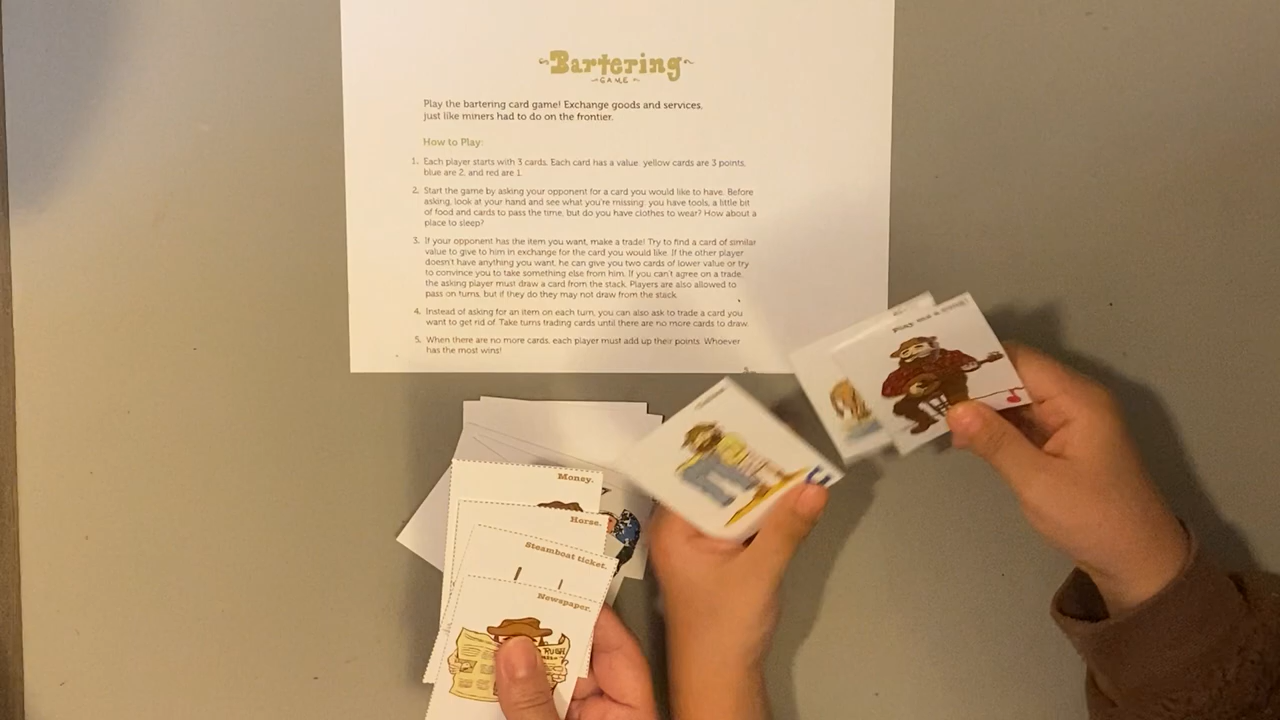 Bartering
GAME
Play the bartering card game! Exchange goods and services,
just like miners had to do on the frontier.
How to Play:
1. Each player starts with 3 cards. Each card has a value: yellow cards are 3 points,
blue are 2, and red are 1.
2. Start the game by asking your opponent for a card you would like to have. Before
asking, look at your hand and see what you're missing: you have tools, a little bit
of food and cards to pass the time, but do you have clothes to wear? How about a
place to sleep?
3. If your opponent has the item you want, make a trade! Try to find a card of similar
value to give to him in exchange for the card you would like. If the other player
doesn't have anything you want, he can give you two cards of lower value or try
to convince you to take something else from him. If you can't agree on a trade,
the asking player must draw a card from the stack. Players are also allowed to
pass on turns, but if they do they may not draw from the stack.
4. Instead of asking for an item on each turn, you can also ask to trade a card you
want to get rid of. Take turns trading cards until there are no more cards to draw.
5. When there are no more cards, each player must add up their points. Whoever
has the most wins!
Play me a song!
Money.
Horse.
Steamboat ticket.
Newspaper.
RUSH